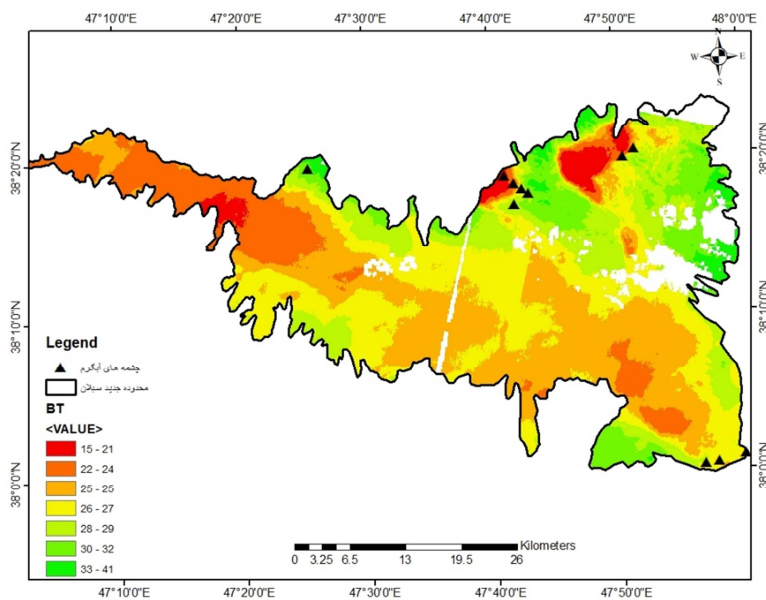 47°10'0"E 47°20'0"E 47°30'0"E 47°40'0"E 47°50'0"E 48°0'0"E
N
W E
S
38°20'0"N 38°20'0"N
38°10'0"N 38°10'0"N
38°0'0"N 38°0'0"N
Legend
چشمه های آبگرم
محدوده جدید سبلان
BT
<VALUE>
15 - 21
22 - 24
25 - 25
26 - 27
28 - 29
30 - 32
33 - 41
Kilometers
0 3.25 6.5 13 19.5 26
47°10'0"E 47°20'0"E 47°30'0"E 47°40'0"E 47°50'0"E